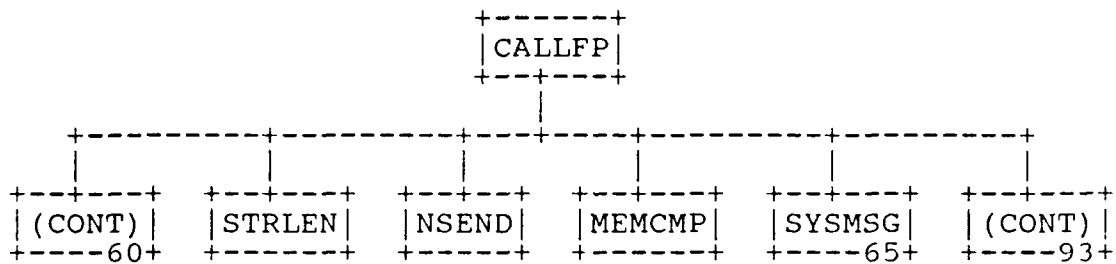 CALLFP
(CONT) STRLEN NSEND MEMCMP SYSMSG (CONT)
60 65 93